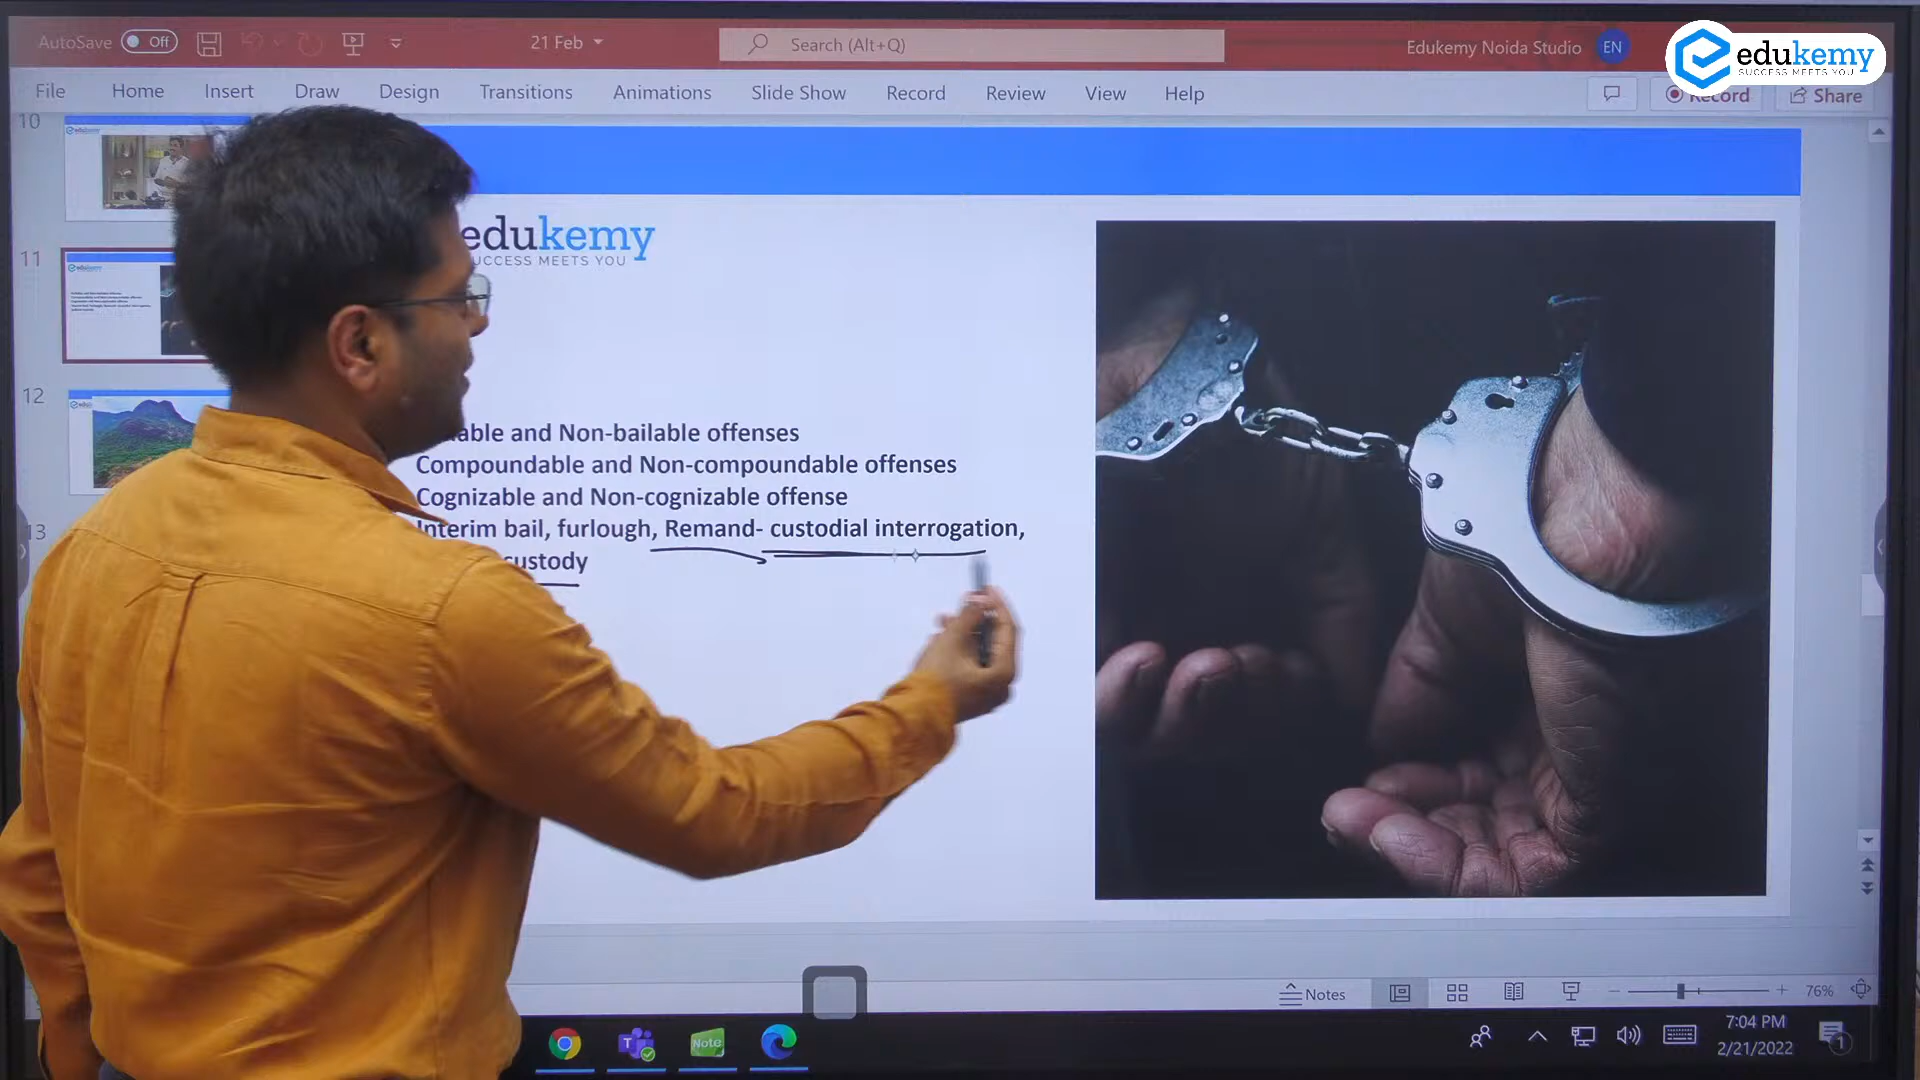 AutoSave Off
21 Feb
Search (Alt+Q)
Edukemy Noida Studio EN
edukemy
SUCCESS MEETS YOU
File Home Insert Draw Design Transitions Animations Slide Show Record Review View Help
Record Share
10
11
12
13
edukemy
UCCESS MEETS YOU
able and Non-bailable offenses
Compoundable and Non-compoundable offenses
Cognizable and Non-cognizable offense
Interim bail, furlough, Remand- custodial interrogation,
custody
Notes
76%
Note
7:04 PM
2/21/2022
1